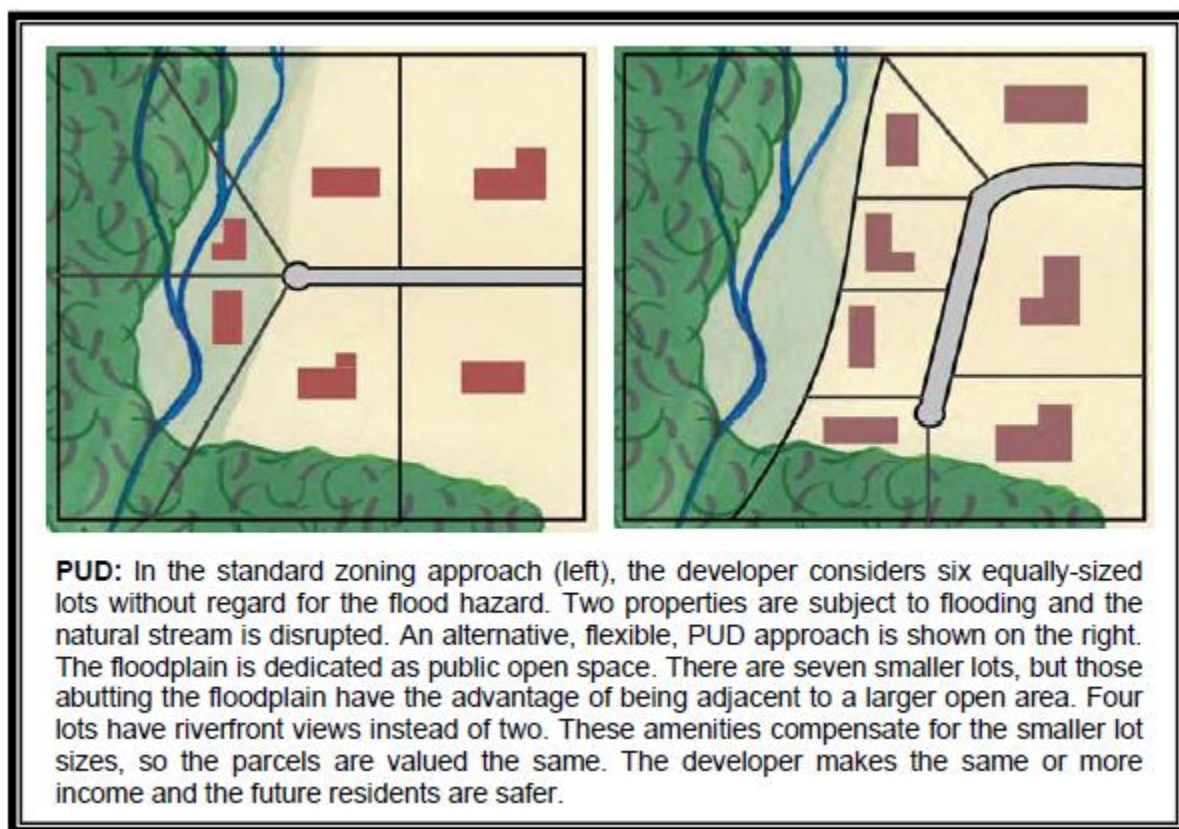 PUD: In the standard zoning approach (left), the developer considers six equally-sized
lots without regard for the flood hazard. Two properties are subject to flooding and the
natural stream is disrupted. An alternative, flexible, PUD approach is shown on the right.
The floodplain is dedicated as public open space. There are seven smaller lots, but those
abutting the floodplain have the advantage of being adjacent to a larger open area. Four
lots have riverfront views instead of two. These amenities compensate for the smaller lot
sizes, so the parcels are valued the same. The developer makes the same or more
income and the future residents are safer.